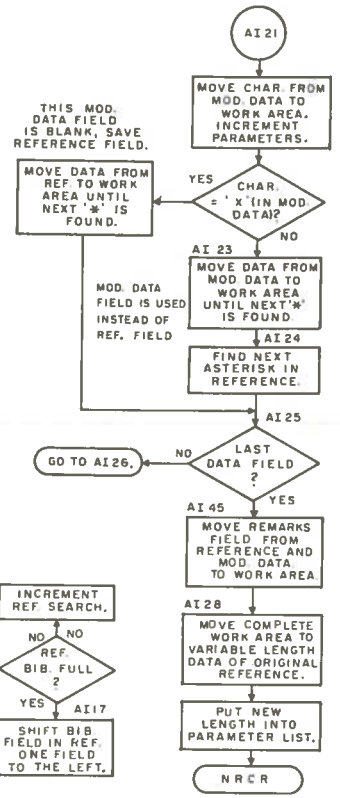 AI 21
MOVE CHAR. FROM
MOD. DATA TO
WORK AREA.
INCREMENT
PARAMETERS.
THIS MOD.
DATA FIELD
IS BLANK, SAVE
REFERENCE FIELD.
MOVE DATA FROM
REF. TO WORK
AREA UNTIL
NEXT '*' IS
FOUND.
YES
CHAR.
= ' X '(IN MOD.
DATA)?
NO
AI 23
MOVE DATA FROM
MOD DATA TO
WORK AREA
UNTIL NEXT'*'
IS FOUND
MOD. DATA
FIELD IS USED
INSTEAD OF
REF. FIELD
AI 24
FIND NEXT
ASTERISK IN
REFERENCE.
AI 25
LAST
DATA FIELD
?
NO
GO TO AI 26.
YES
AI 45
MOVE REMARKS
FIELD FROM
REFERENCE AND
MOD. DATA
TO WORK AREA.
AI 28
MOVE COMPLETE
WORK AREA TO
VARIABLE LENGTH
DATA OF ORIGINAL
REFERENCE.
PUT NEW
LENGTH INTO
PARAMETER LIST.
NRCR
INCREMENT
REF. SEARCH.
NO NO
REF.
BIB. FULL
?
YES
AI 17
SHIFT BIB.
FIELD IN REF.
ONE FIELD
TO THE LEFT.